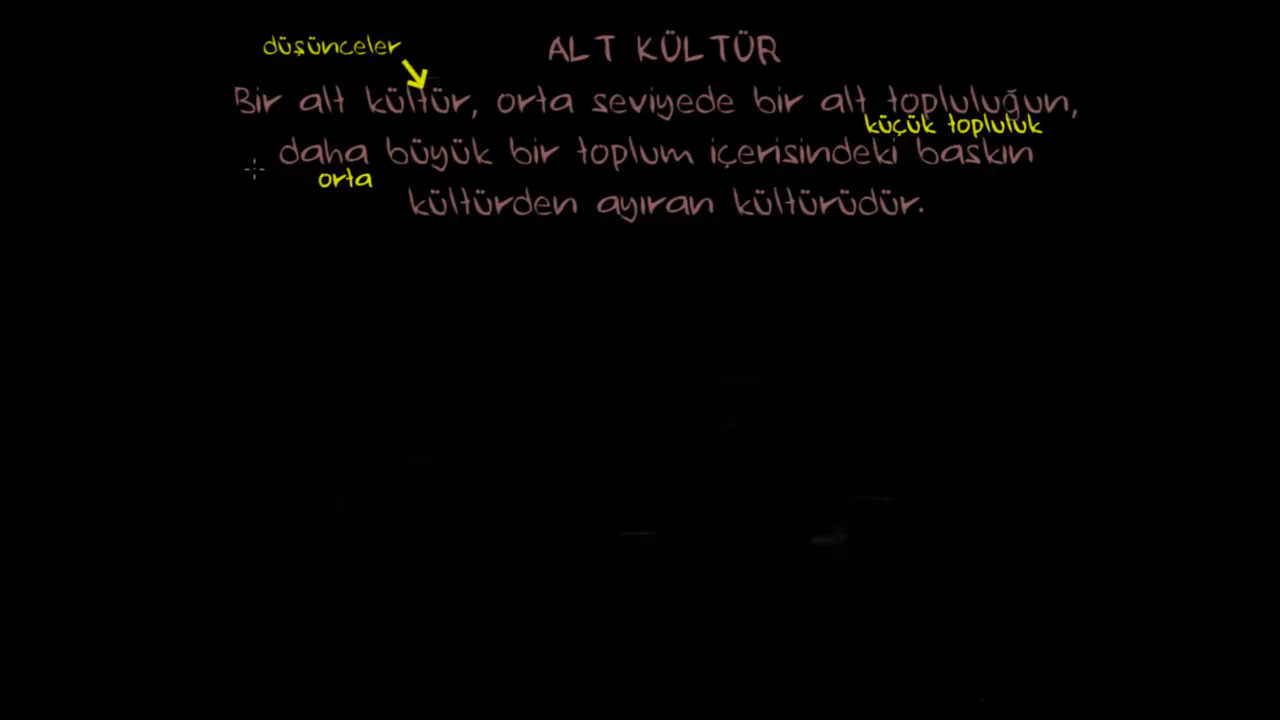 düşünceler
ALT KÜLTÜR
Bir alt kültür, orta seviyede bir alt topluluğun,
küçük topluluk
daha büyük bir toplum içerisindeki baskın
orta
kültürden ayıran kültürüdür.